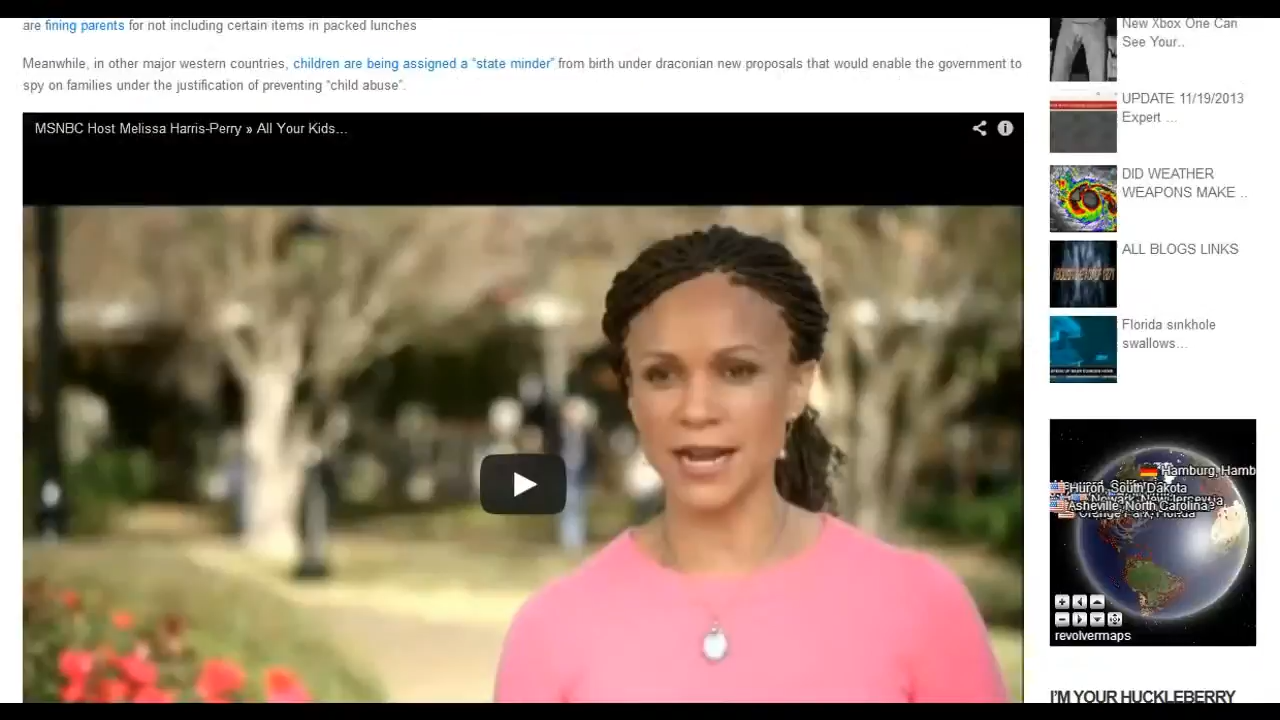 are fining parents for not including certain items in packed lunches
Meanwhile, in other major western countries, children are being assigned a “state minder” from birth under draconian new proposals that would enable the government to
spy on families under the justification of preventing “child abuse”.
MSNBC Host Melissa Harris-Perry » All Your Kids...
New Xbox One Can
See Your..
UPDATE 11/19/2013
Expert ...
DID WEATHER
WEAPONS MAKE ..
ALL BLOGS LINKS
Florida sinkhole
swallows...
Hamburg, Hamb
Huron, South Dakota
Newark, New Jersey
Asheville, North Carolina
Orange Park, Florida
revolvermaps
I'M YOUR HUCKLEBERRY